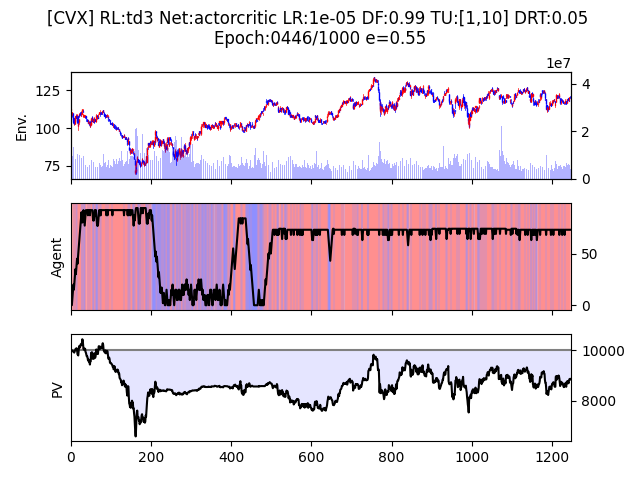 [CVX] RL:td3 Net:actorcritic LR:1e-05 DF:0.99 TU:[1,10] DRT:0.05
Epoch:0446/1000 e=0.55
1e7
125
100
75
Env.
4
2
0
Agent
50
0
PV
10000
8000
0 200 400 600 800 1000 1200